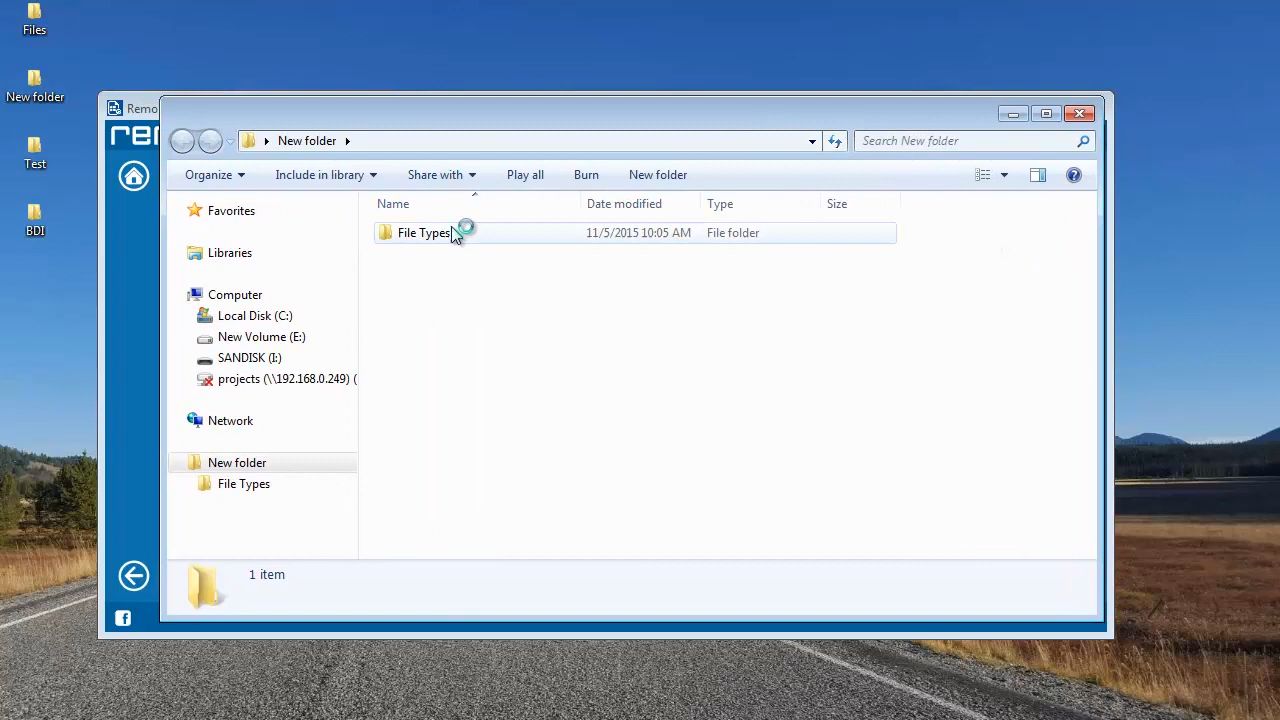 Files
New folder
Test
BDI
Remo
rem
New folder
Search New folder
Organize
Include in library
Share with
Play all
Burn
New folder
Name
Date modified
Type
Size
File Types
11/5/2015 10:05 AM
File folder
Favorites
Libraries
Computer
Local Disk (C:)
New Volume (E:)
SANDISK (I:)
projects (\\192.168.0.249) (
Network
New folder
File Types
1 item
f